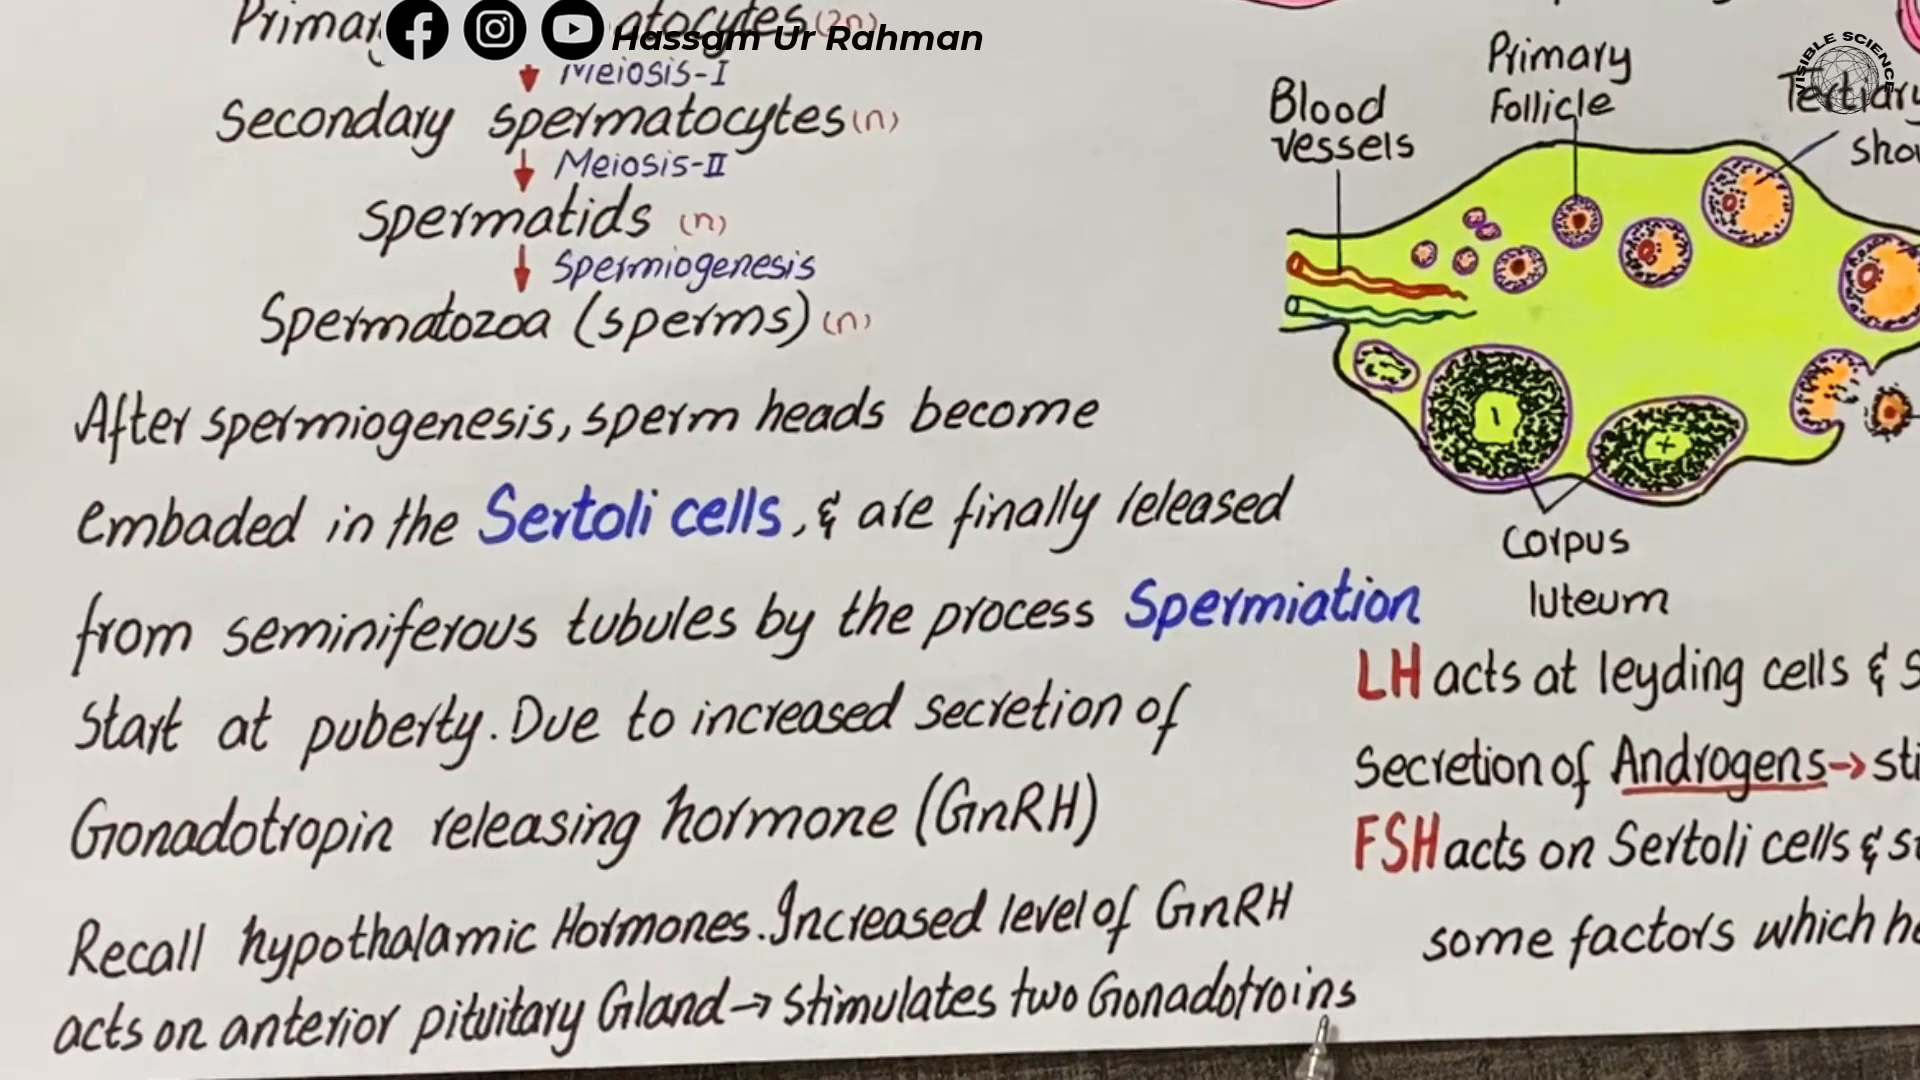 Hassam Ur Rahman
(2n)
Meiosis-I
Secondary spermatocytes (n)
Meiosis-II
Spermatids (n)
Spermiogenesis
Spermatozoa (sperms) (n)
After spermiogenesis, sperm heads become
embaded in the Sertoli cells, & are finally released
from seminiferous tubules by the process Spermiation
Start at puberty. Due to increased secretion of
Gonadotropin releasing hormone (GnRH)
Recall hypothalamic Hormones. Increased level of GnRH
acts on anterior pituitary Gland → stimulates two Gonadotroins
Blood
vessels
Primary
Follicle
VISIBLE SCIENCE
Corpus
luteum
LH acts at leyding cells &
Secretion of Androgens →
FSH acts on Sertoli cells &
some factors which